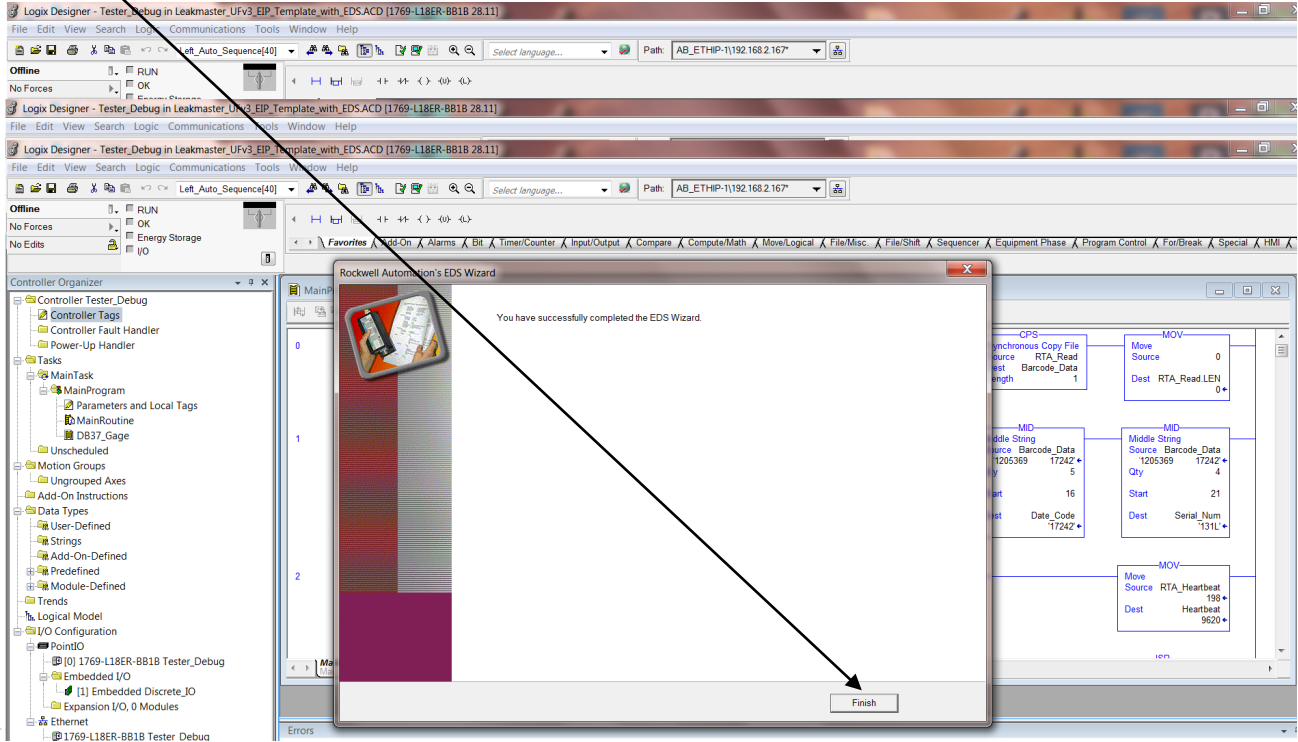 Logix Designer - Tester_Debug in Leakmaster_UFv3_EIP_Template_with_EDS.ACD [1769-L18ER-BB1B 28.11]
File Edit View Search Logic Communications Tools Window Help
Left_Auto_Sequence[40] Select language... Path: AB_ETHIP-1\192.168.2.167*
Offline RUN
No Forces OK
Energy Storage
Logix Designer - Tester_Debug in Leakmaster_UFv3_EIP_Template_with_EDS.ACD [1769-L18ER-BB1B 28.11]
File Edit View Search Logic Communications Tools Window Help
Logix Designer - Tester_Debug in Leakmaster_UFv3_EIP_Template_with_EDS.ACD [1769-L18ER-BB1B 28.11]
File Edit View Search Logic Communications Tools Window Help
Left_Auto_Sequence[40] Select language... Path: AB_ETHIP-1\192.168.2.167*
Offline RUN
No Forces OK
No Edits Energy Storage
I/O
Favorites Add-On Alarms Bit Timer/Counter Input/Output Compare Compute/Math Move/Logical File/Misc. File/Shift Sequencer Equipment Phase Program Control For/Break Special HMI
Controller Organizer
Controller Tester_Debug
Controller Tags
Controller Fault Handler
Power-Up Handler
Tasks
MainTask
MainProgram
Parameters and Local Tags
MainRoutine
DB37_Gage
Unscheduled
Motion Groups
Ungrouped Axes
Add-On Instructions
Data Types
User-Defined
Strings
Add-On-Defined
Predefined
Module-Defined
Trends
Logical Model
I/O Configuration
PointIO
[0] 1769-L18ER-BB1B Tester_Debug
Embedded I/O
[1] Embedded Discrete_IO
Expansion I/O, 0 Modules
Ethernet
1769-L18ER-BB1B Tester_Debug
Rockwell Automation's EDS Wizard
You have successfully completed the EDS Wizard.
Finish
MainP
0
CPS
ynchronous Copy File
ource RTA_Read
est Barcode_Data
ength 1
MOV
Move
Source 0
Dest RTA_Read.LEN
0
1
MID
iddle String
ource Barcode_Data
'1205369 17242'
y 5
art 16
est Date_Code
'17242'
MID
Middle String
Source Barcode_Data
'1205369 17242'
Qty 4
Start 21
Dest Serial_Num
'131L'
2
MOV
Move
Source RTA_Heartbeat
198
Dest Heartbeat
9620
Errors